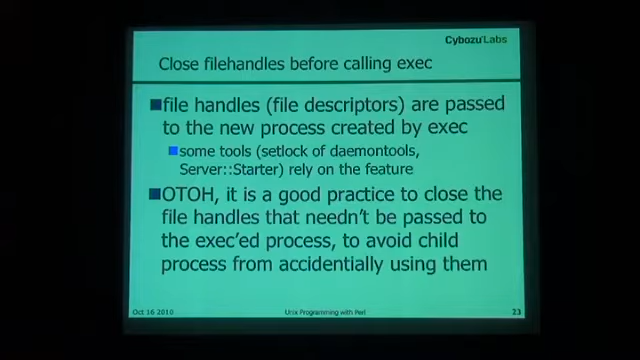 Cybozu Labs
Close filehandles before calling exec
file handles (file descriptors) are passed
to the new process created by exec
some tools (setlock of daemontools,
Server::Starter) rely on the feature
OTOH, it is a good practice to close the
file handles that needn't be passed to
the exec'ed process, to avoid child
process from accidentially using them
Oct 16 2010
Unix Programming with Perl
23